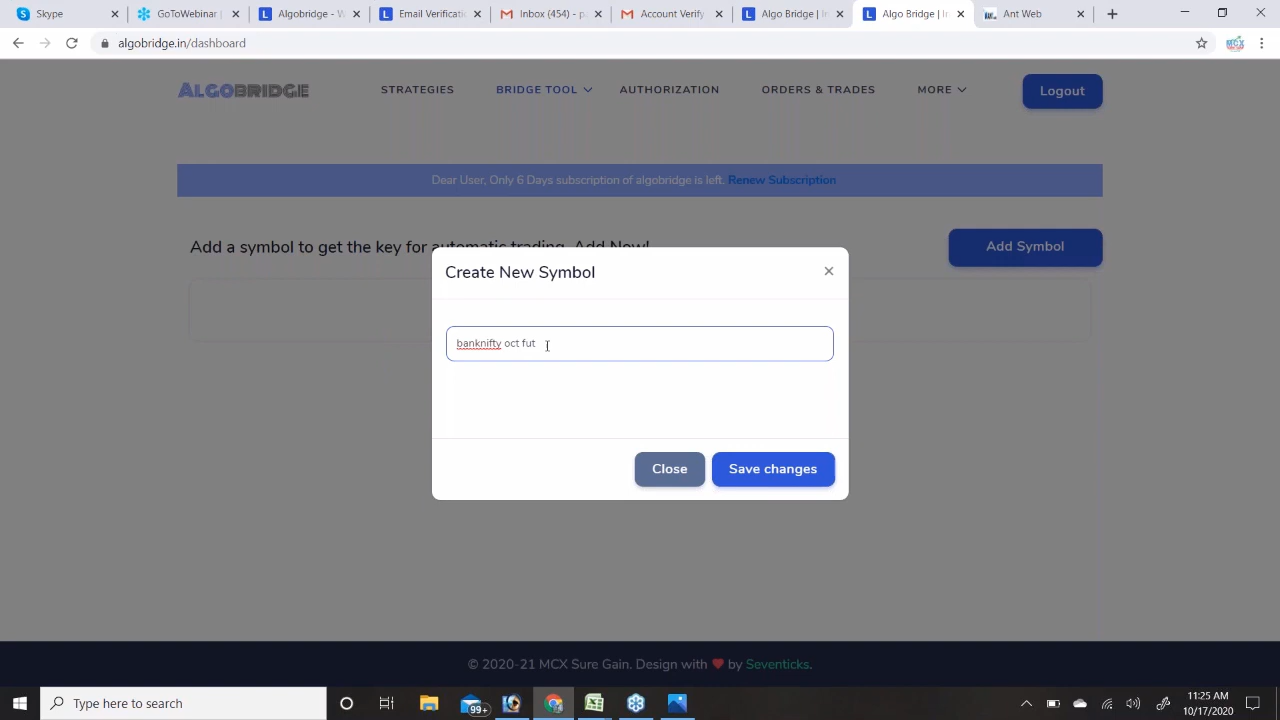 Skype
GoToWebinar
Algobridge - W
Email Verificati
Inbox (454) - p
Account Verify
Algo Bridge | In
Algo Bridge | In
Ant Web
algobridge.in/dashboard
ALGOBRIDGE
STRATEGIES
BRIDGE TOOL
AUTHORIZATION
ORDERS & TRADES
MORE
Logout
Dear User, Only 6 Days subscription of algobridge is left. Renew Subscription
Add a symbol to get the key for automatic trading. Add Now!
Add Symbol
Create New Symbol
banknifty oct fut
Close
Save changes
© 2020-21 MCX Sure Gain. Design with ❤ by Seventicks.
Type here to search
99+
11:25 AM
10/17/2020